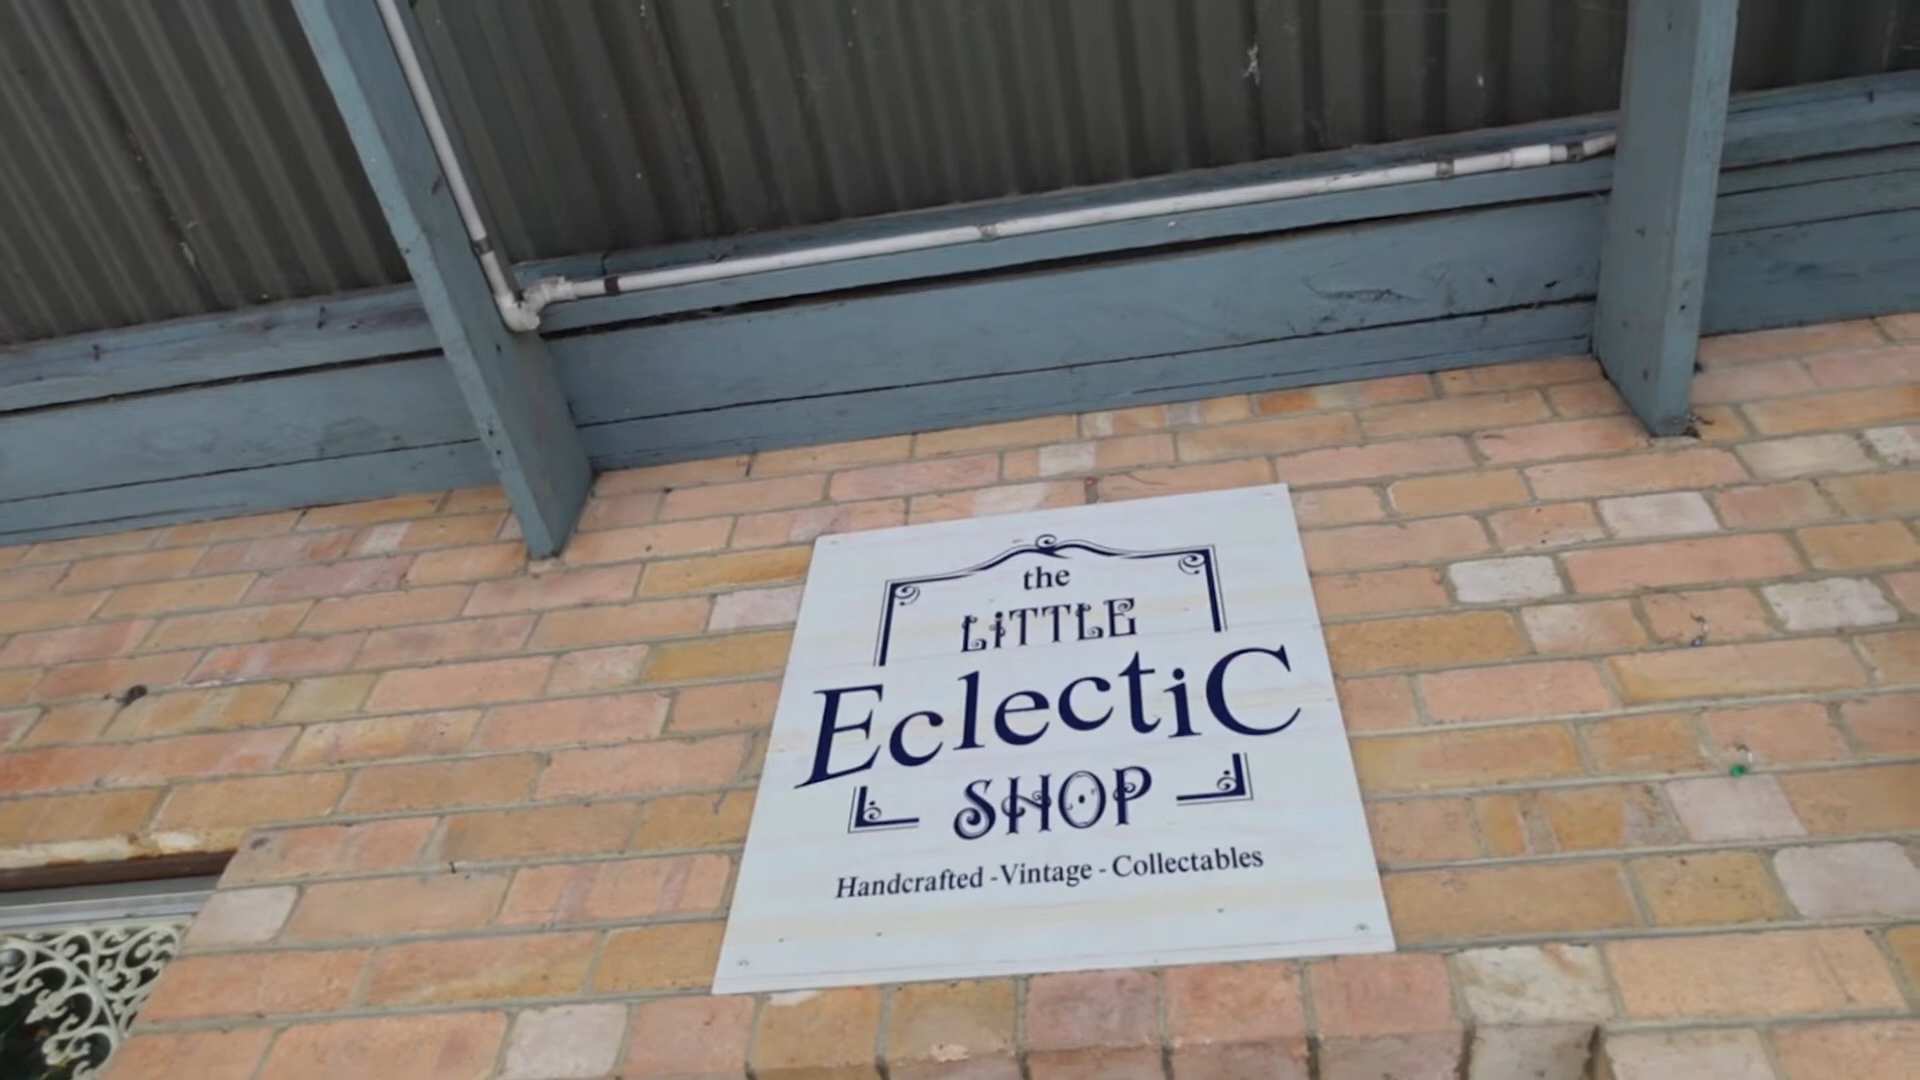 the
LiTTLE
EclectiC
SHOP
Handcrafted - Vintage - Collectables